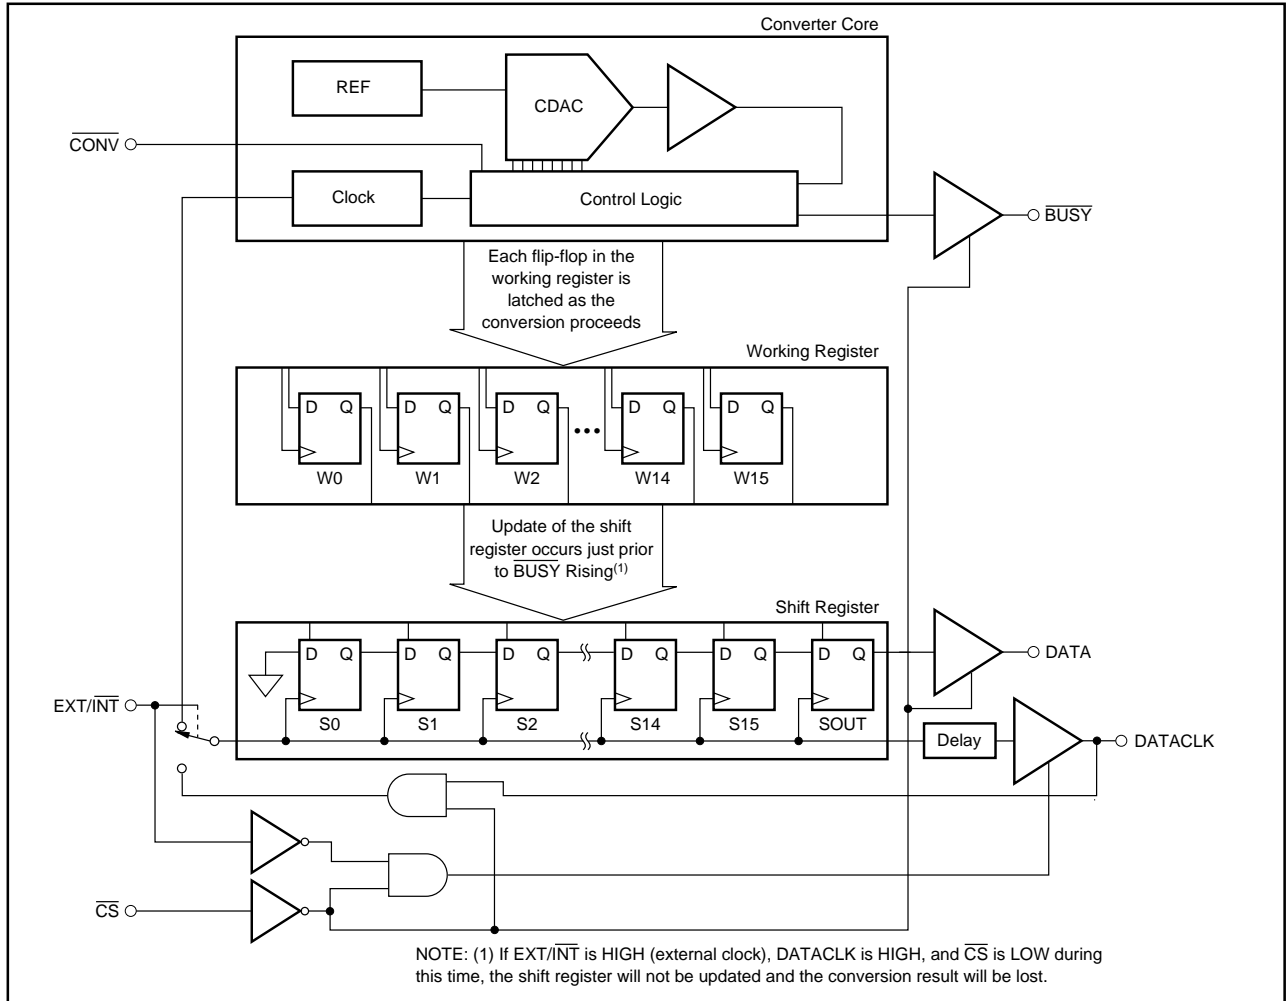 Converter Core
REF
CDAC
CONV
Clock
Control Logic
BUSY
Each flip-flop in the
working register is
latched as the
conversion proceeds
Working Register
D Q D Q D Q D Q D Q
W0 W1 W2 W14 W15
Update of the shift
register occurs just prior
to BUSY Rising(1)
Shift Register
D Q D Q D Q D Q D Q D Q
DATA
EXT/INT
S0 S1 S2 S14 S15 SOUT
Delay
DATACLK
CS
NOTE: (1) If EXT/INT is HIGH (external clock), DATACLK is HIGH, and CS is LOW during
this time, the shift register will not be updated and the conversion result will be lost.